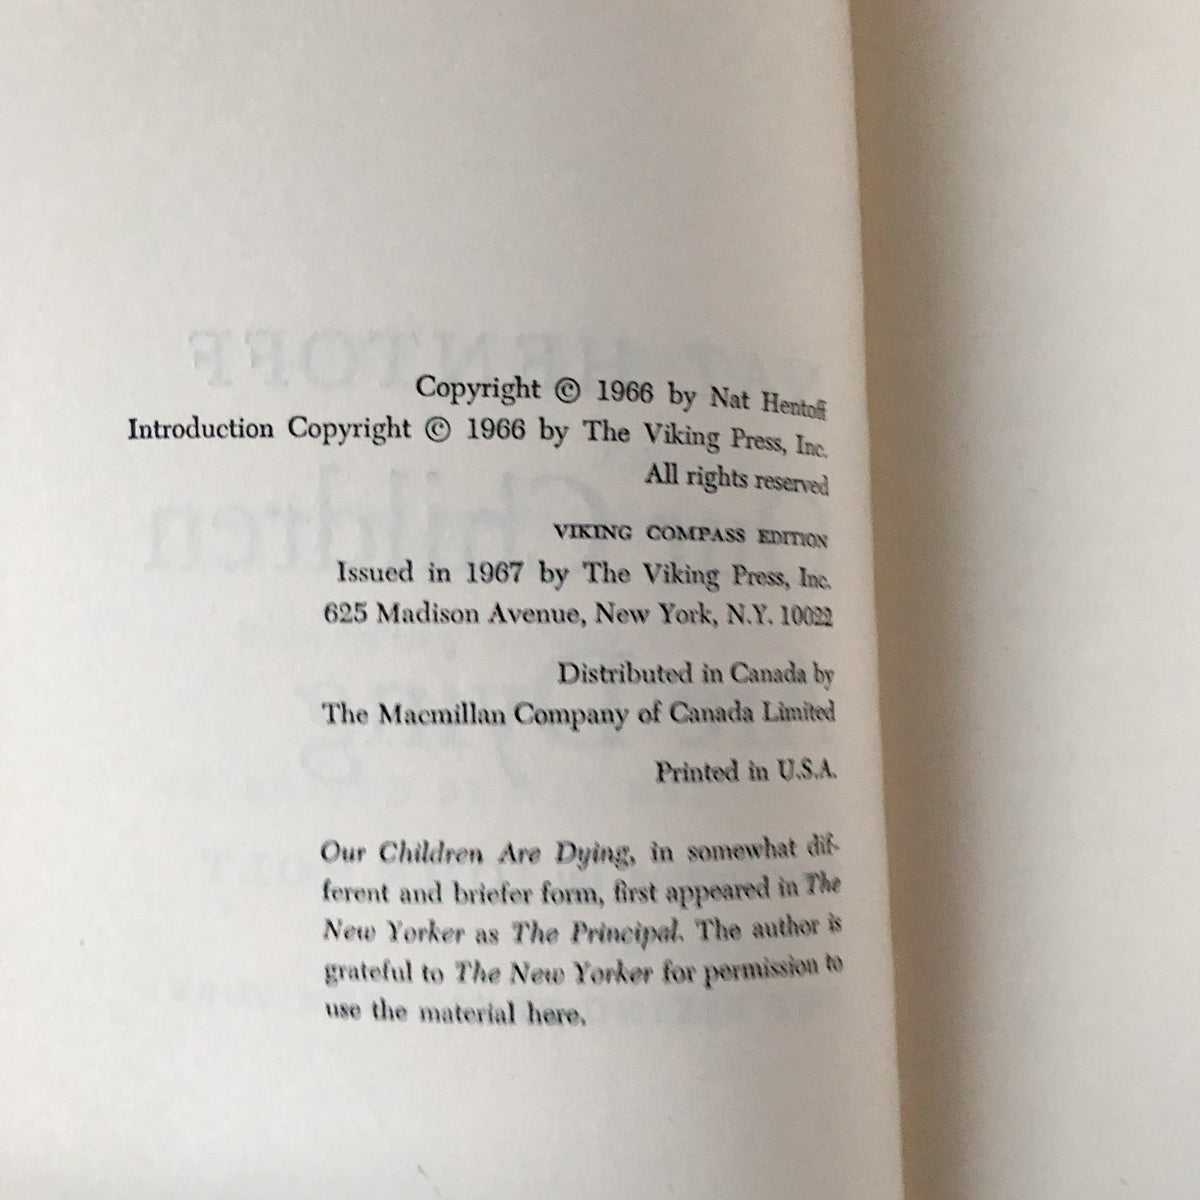 Copyright © 1966 by Nat Hentoff
Introduction Copyright © 1966 by The Viking Press, Inc.
All rights reserved
VIKING COMPASS EDITION
Issued in 1967 by The Viking Press, Inc.
625 Madison Avenue, New York, N.Y. 10022
Distributed in Canada by
The Macmillan Company of Canada Limited
Printed in U.S.A.
Our Children Are Dying, in somewhat dif-
ferent and briefer form, first appeared in The
New Yorker as The Principal. The author is
grateful to The New Yorker for permission to
use the material here.